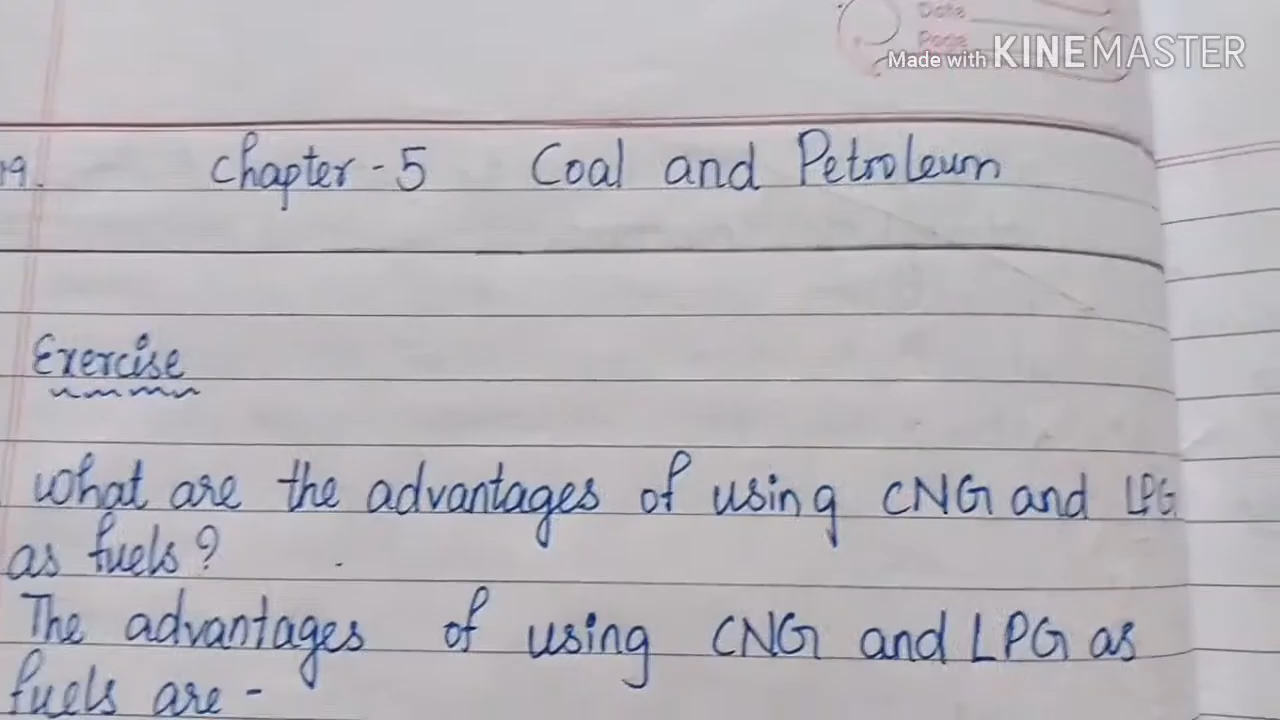 Date
Page
Made with KINEMASTER
19. Chapter - 5 Coal and Petroleum
Exercise
What are the advantages of using CNG and LPG
as fuels?
The advantages of using CNG and LPG as
fuels are -